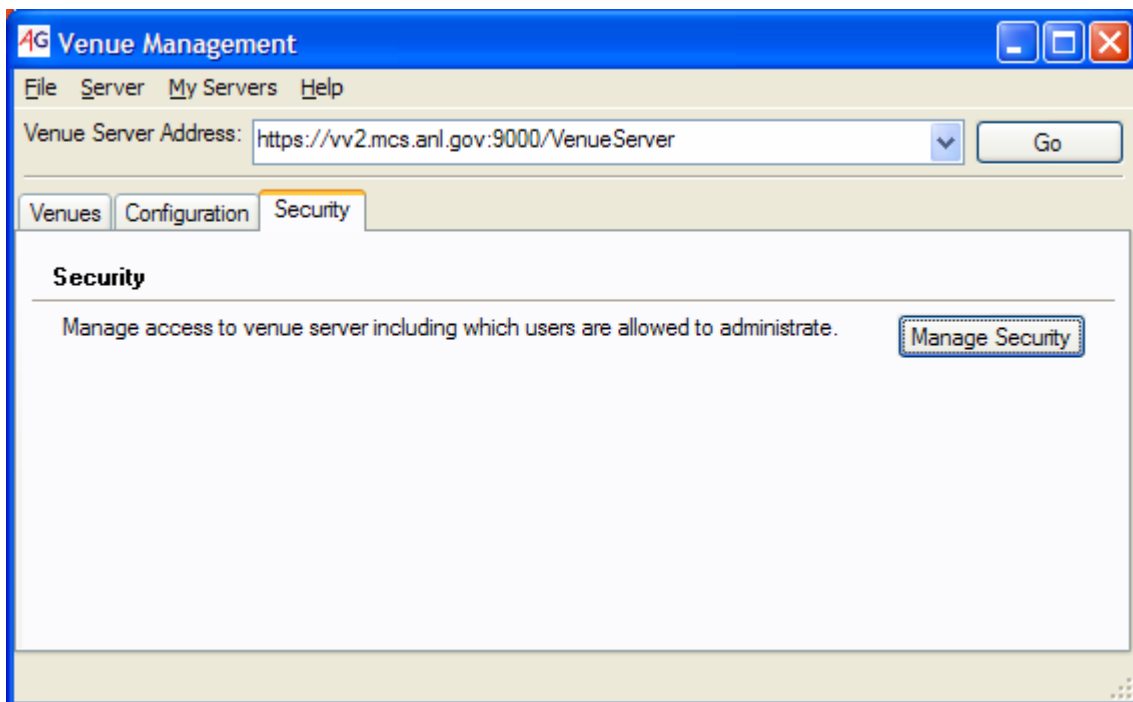 AG Venue Management
File Server My Servers Help
Venue Server Address: https://vv2.mcs.anl.gov:9000/VenueServer Go
Venues Configuration Security
Security
Manage access to venue server including which users are allowed to administrate. Manage Security